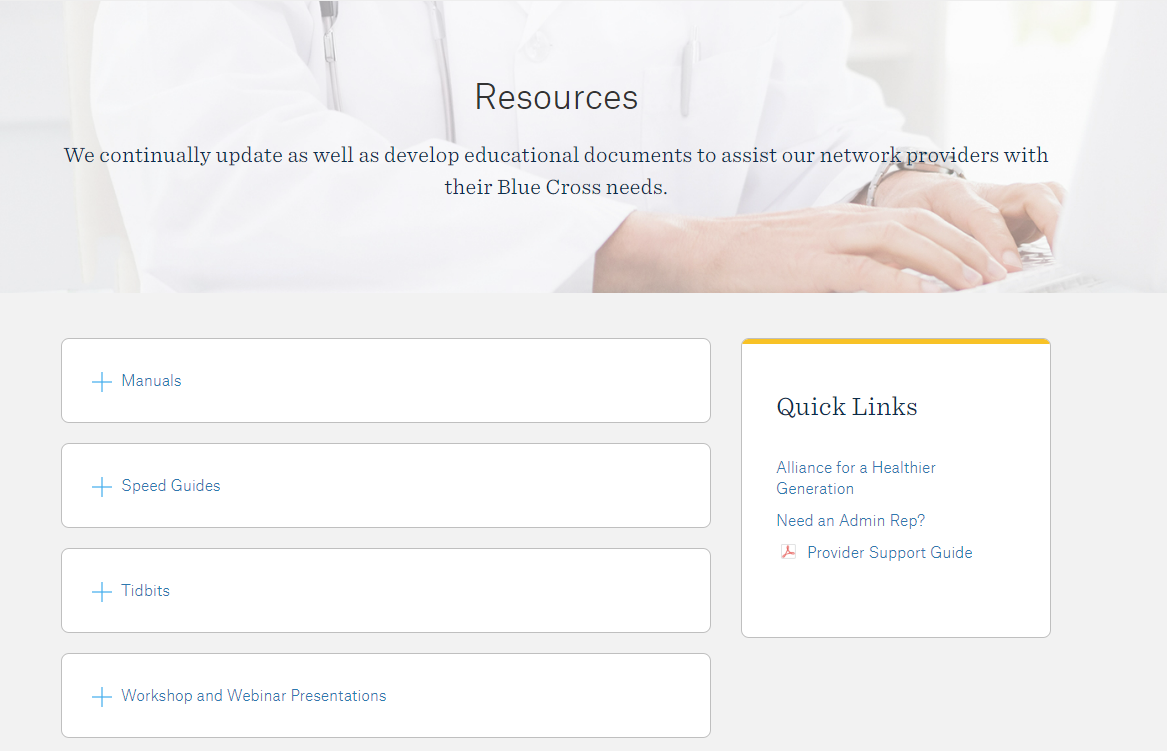 Resources
We continually update as well as develop educational documents to assist our network providers with
their Blue Cross needs.
Manuals
Speed Guides
Tidbits
Workshop and Webinar Presentations
Quick Links
Alliance for a Healthier
Generation
Need an Admin Rep?
Provider Support Guide